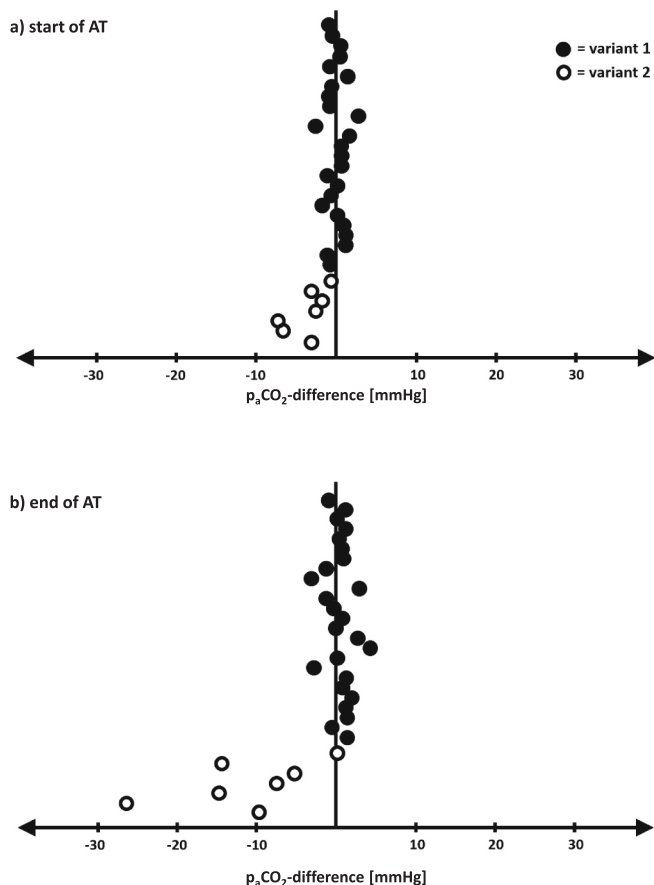 a) start of AT
● = variant 1
○ = variant 2
-30 -20 -10 10 20 30
pₐCO₂-difference [mmHg]
b) end of AT
-30 -20 -10 10 20 30
pₐCO₂-difference [mmHg]